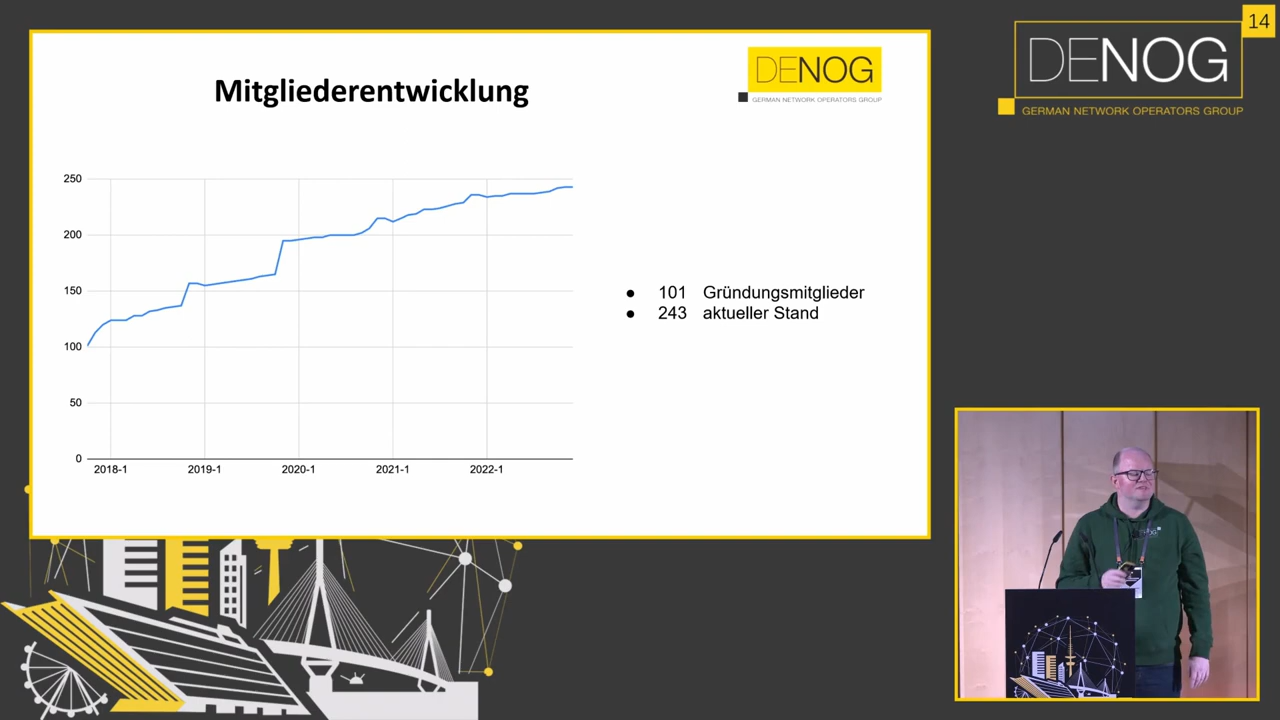 14
DENOG
GERMAN NETWORK OPERATORS GROUP
Mitgliederentwicklung
DENOG
GERMAN NETWORK OPERATORS GROUP
250
200
150
100
50
0
2018-1
2019-1
2020-1
2021-1
2022-1
● 101 Gründungsmitglieder
● 243 aktueller Stand